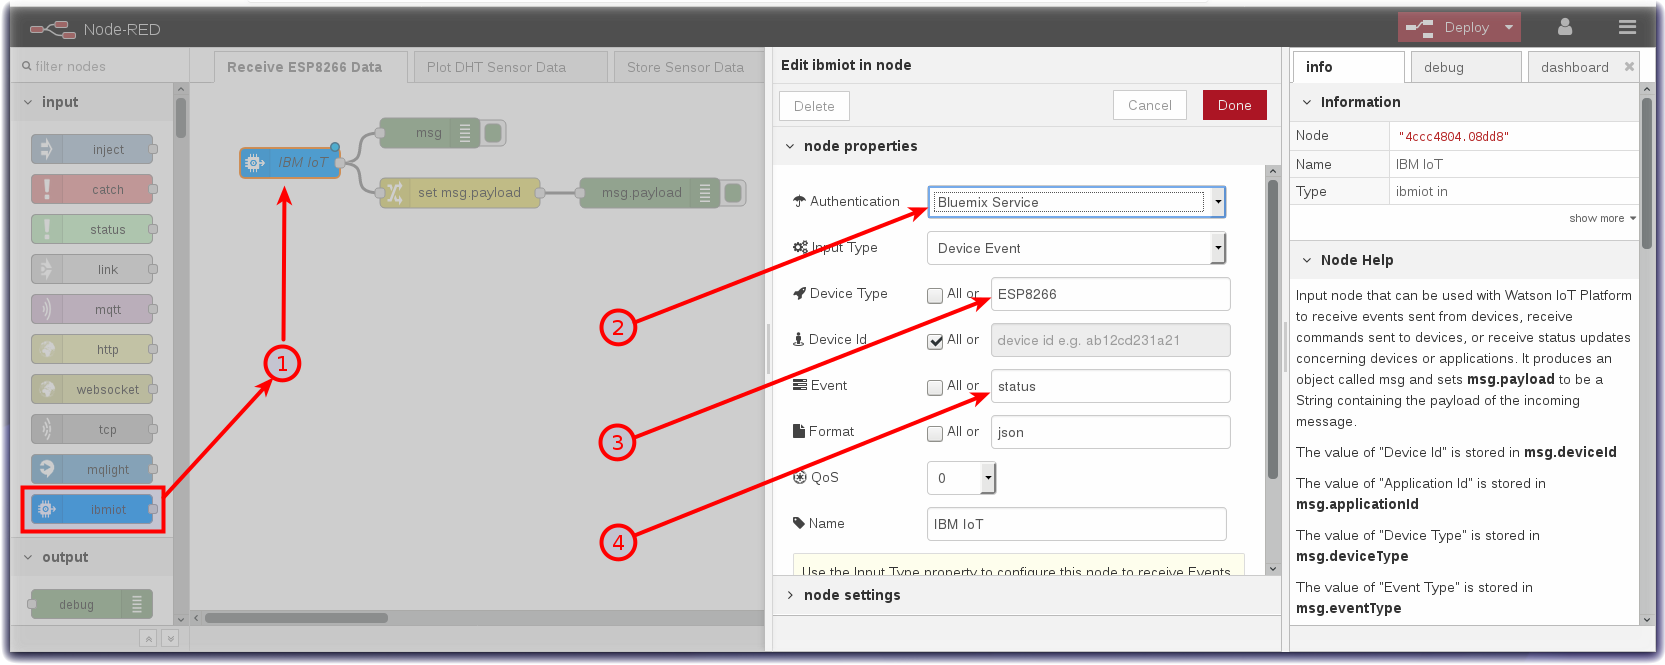 Node-RED
Deploy
filter nodes
Receive ESP8266 Data
Plot DHT Sensor Data
Store Sensor Data
input
inject
catch
status
link
mqtt
http
websocket
tcp
mqlight
ibmiot
output
debug
IBM IoT
msg
set msg.payload
msg.payload
1
2
3
4
Edit ibmiot in node
Delete
Cancel
Done
node properties
Authentication
Bluemix Service
Input Type
Device Event
Device Type
All or
ESP8266
Device Id
All or
device id e.g. ab12cd231a21
Event
All or
status
Format
All or
json
QoS
0
Name
IBM IoT
Use the Input Type property to configure this node to receive Events
node settings
info
debug
dashboard
Information
Node
"4ccc4804.08dd8"
Name
IBM IoT
Type
ibmiot in
show more
Node Help
Input node that can be used with Watson IoT Platform
to receive events sent from devices, receive
commands sent to devices, or receive status updates
concerning devices or applications. It produces an
object called msg and sets msg.payload to be a
String containing the payload of the incoming
message.
The value of "Device Id" is stored in msg.deviceId
The value of "Application Id" is stored in
msg.applicationId
The value of "Device Type" is stored in
msg.deviceType
The value of "Event Type" is stored in
msg.eventType